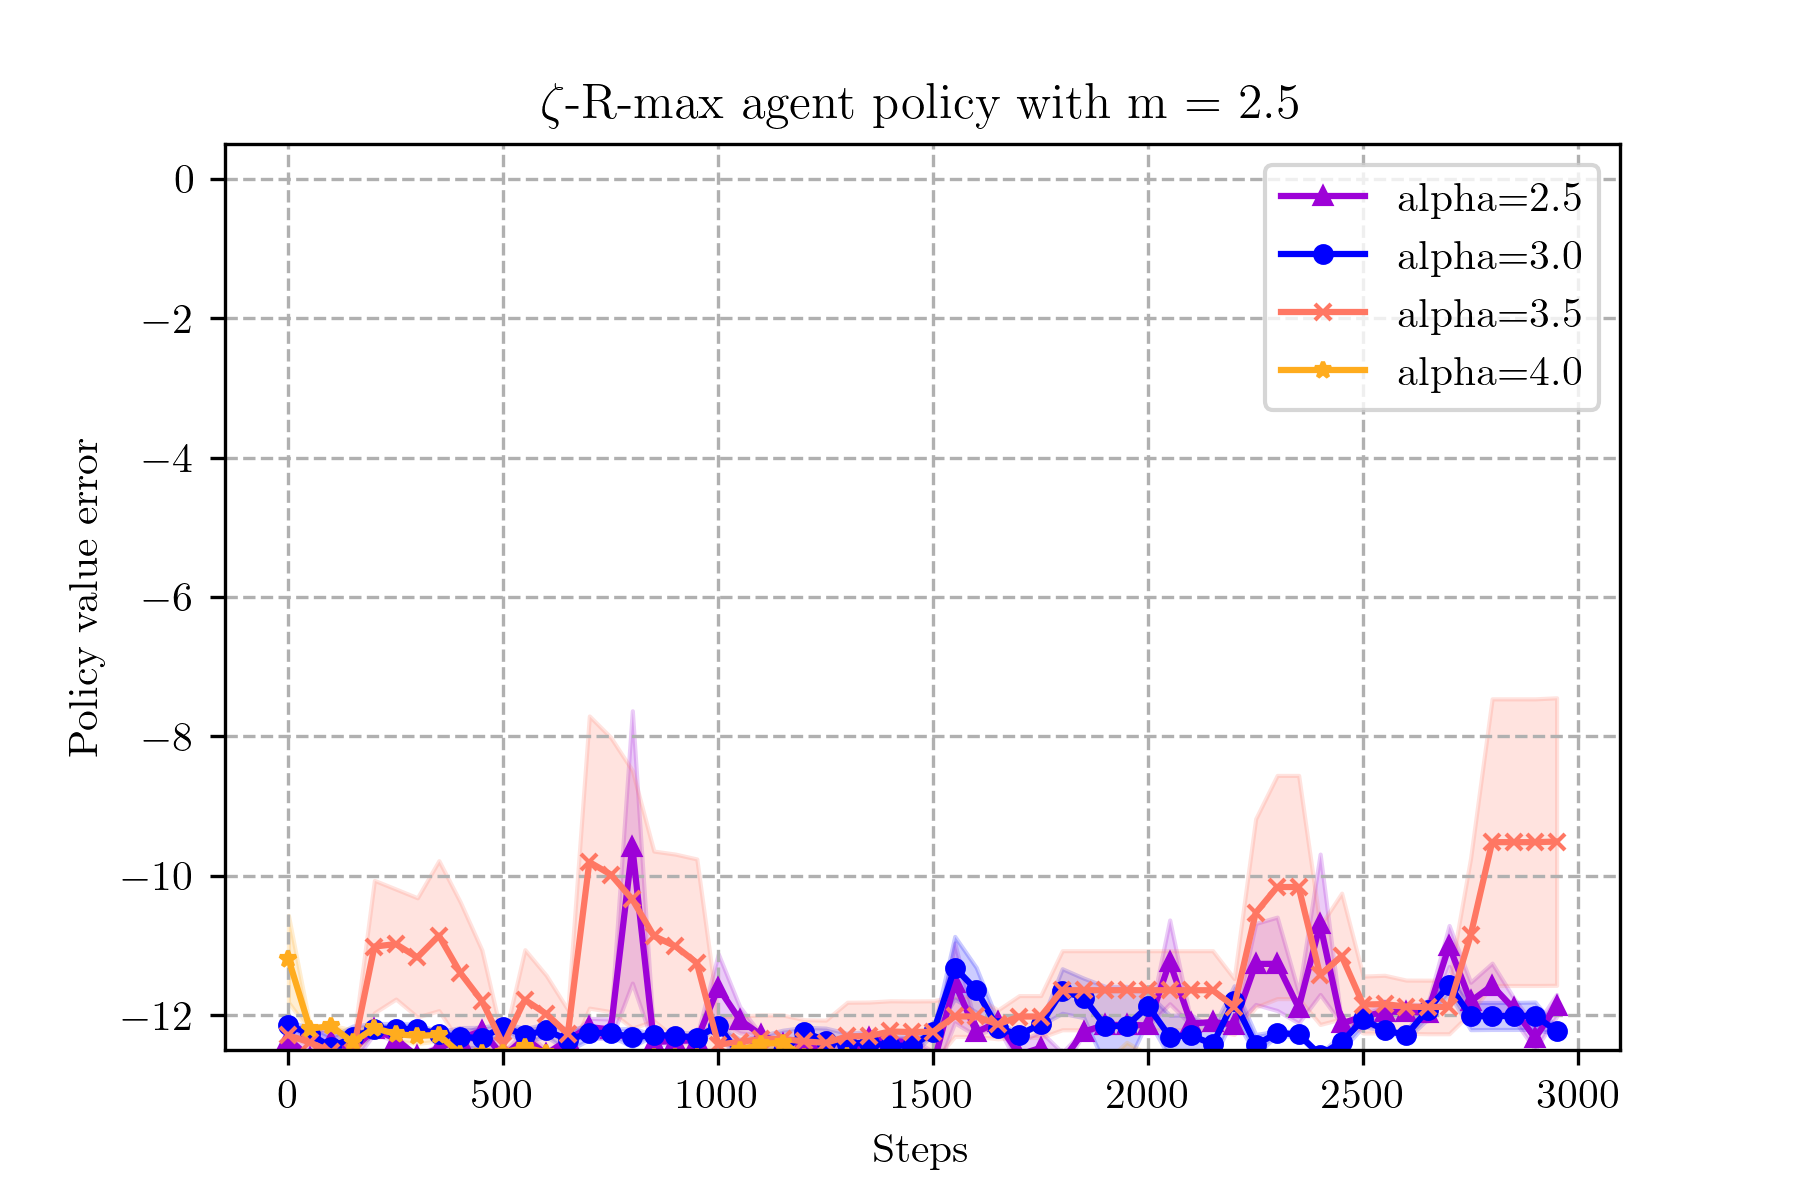 ζ-R-max agent policy with m = 2.5
0
−2
−4
−6
−8
−10
−12
Policy value error
alpha=2.5
alpha=3.0
alpha=3.5
alpha=4.0
0 500 1000 1500 2000 2500 3000
Steps